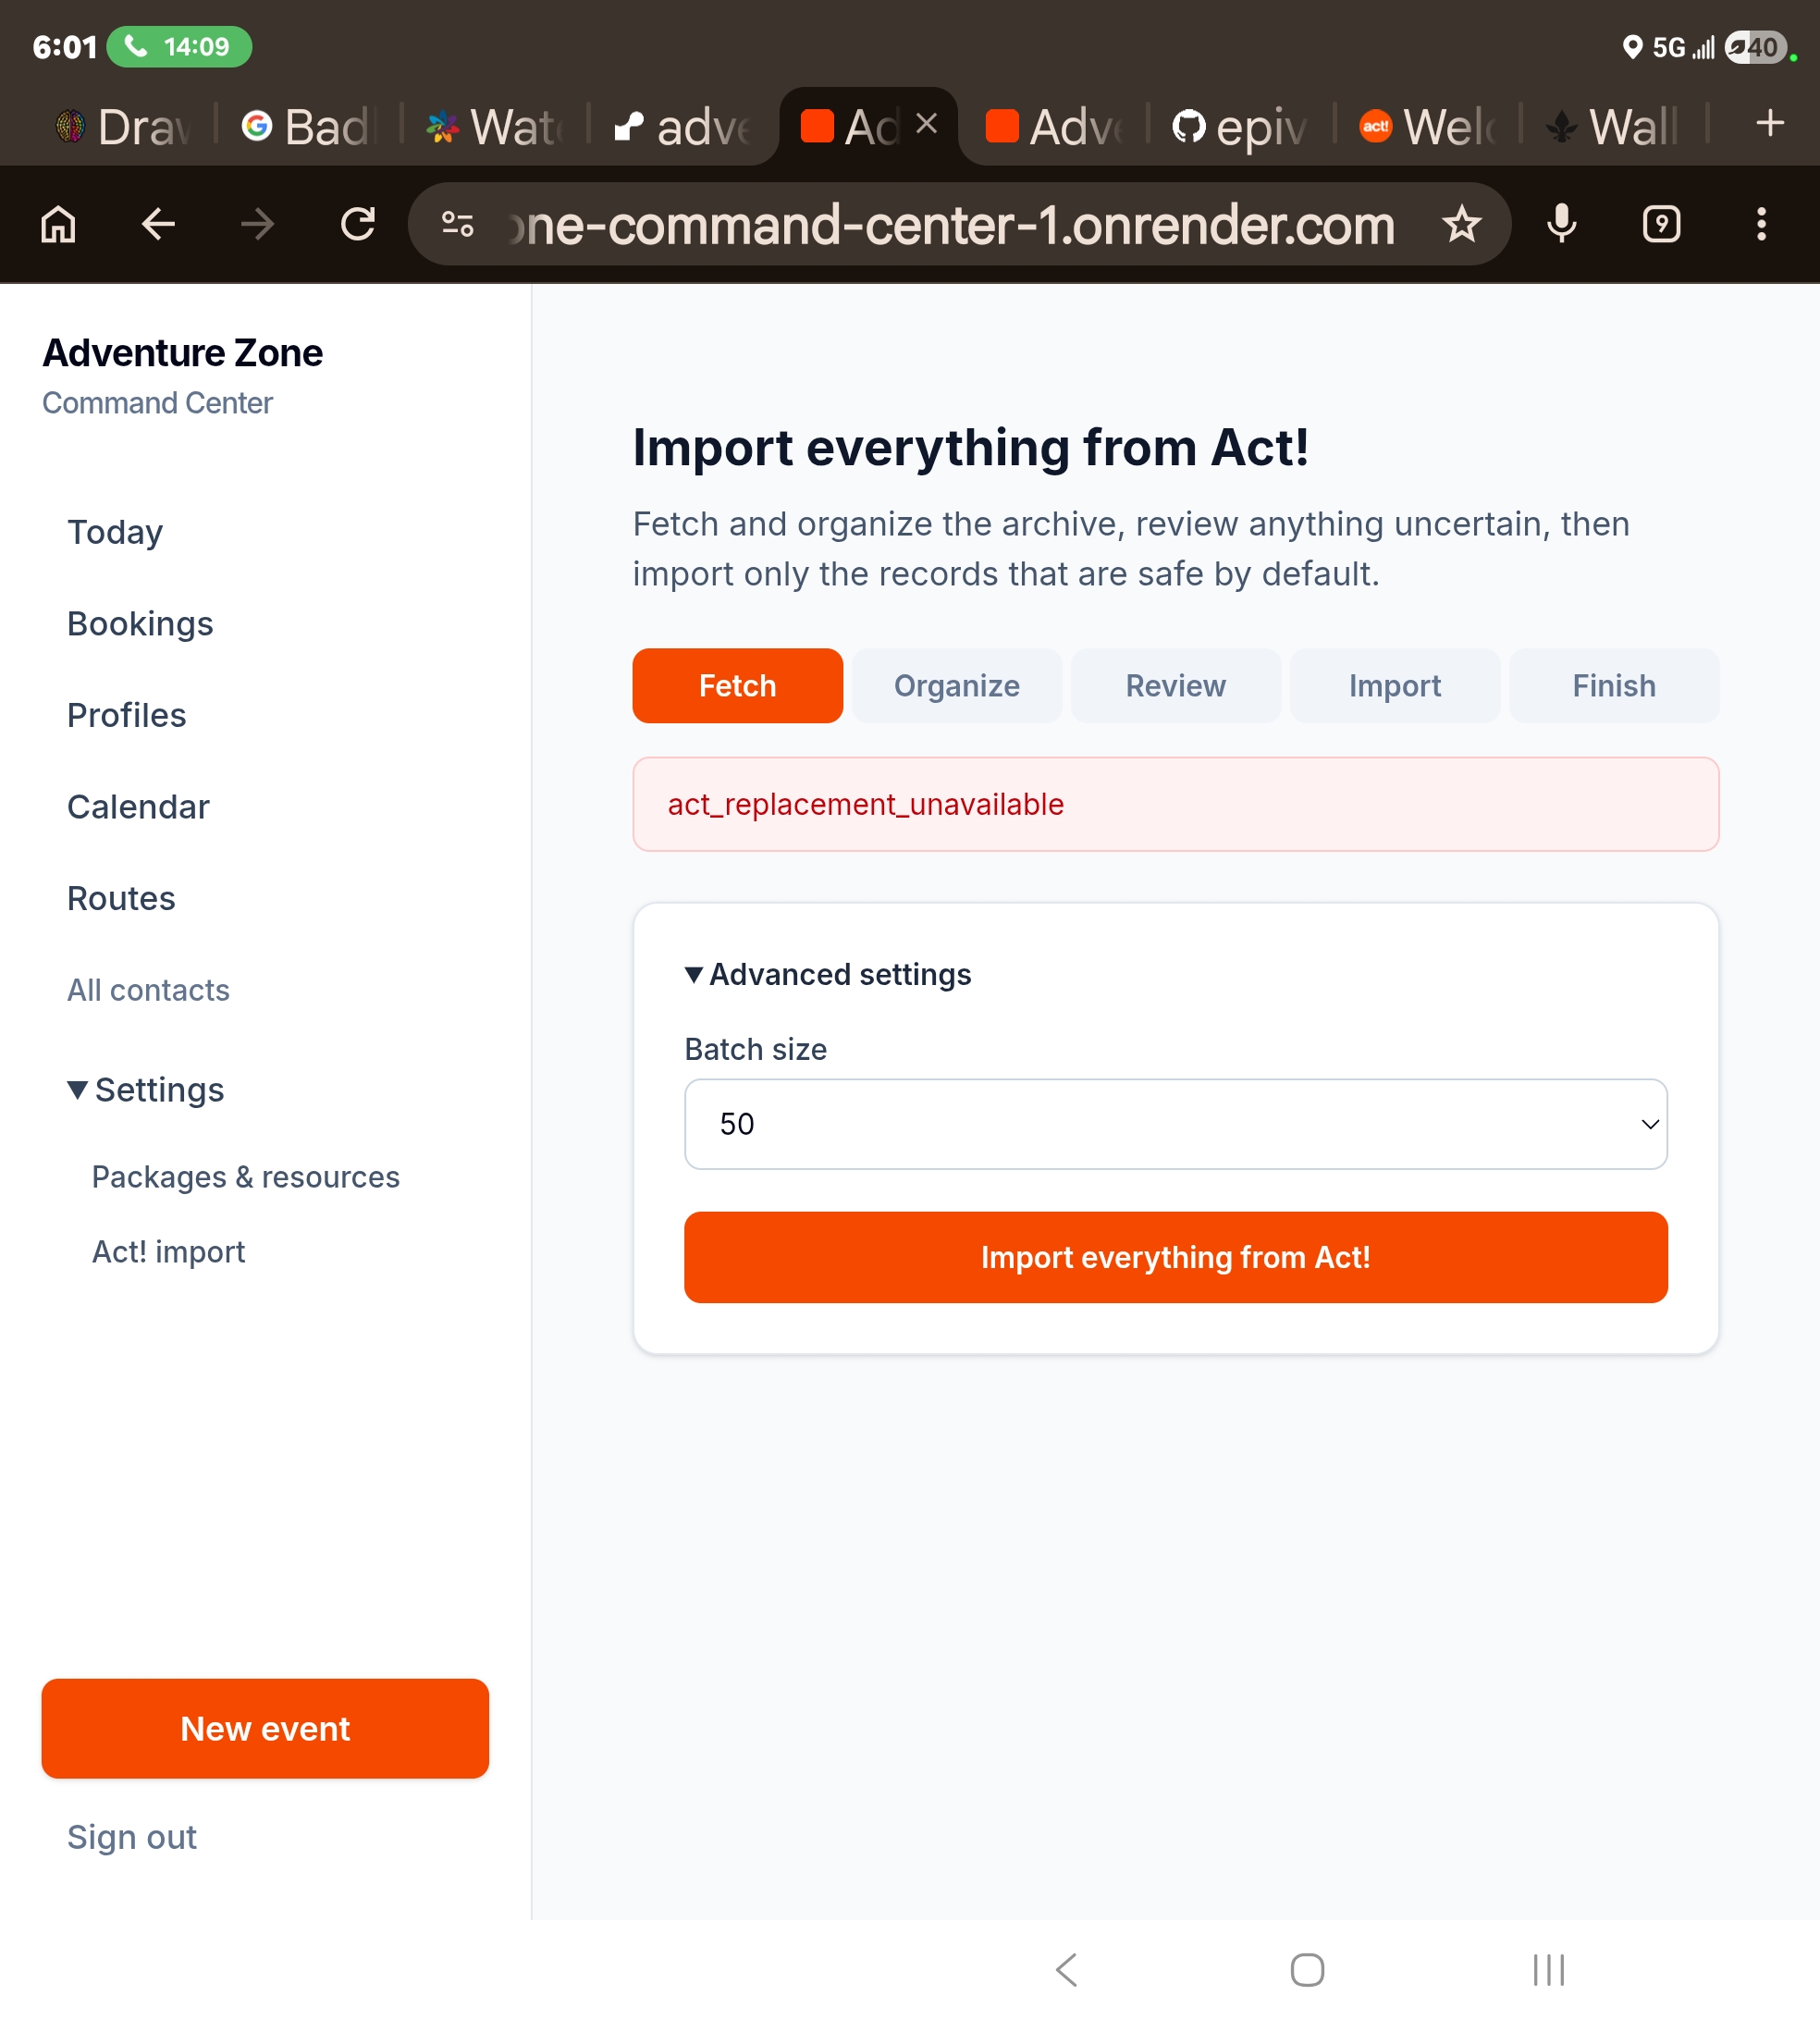 6:01 14:09 5G 40
Draw Bad Wat adve Ad Adve epiv Welc Wall
ne-command-center-1.onrender.com 9
Adventure Zone
Command Center
Today
Bookings
Profiles
Calendar
Routes
All contacts
Settings
Packages & resources
Act! import
New event
Sign out
Import everything from Act!
Fetch and organize the archive, review anything uncertain, then
import only the records that are safe by default.
Fetch Organize Review Import Finish
act_replacement_unavailable
Advanced settings
Batch size
50
Import everything from Act!